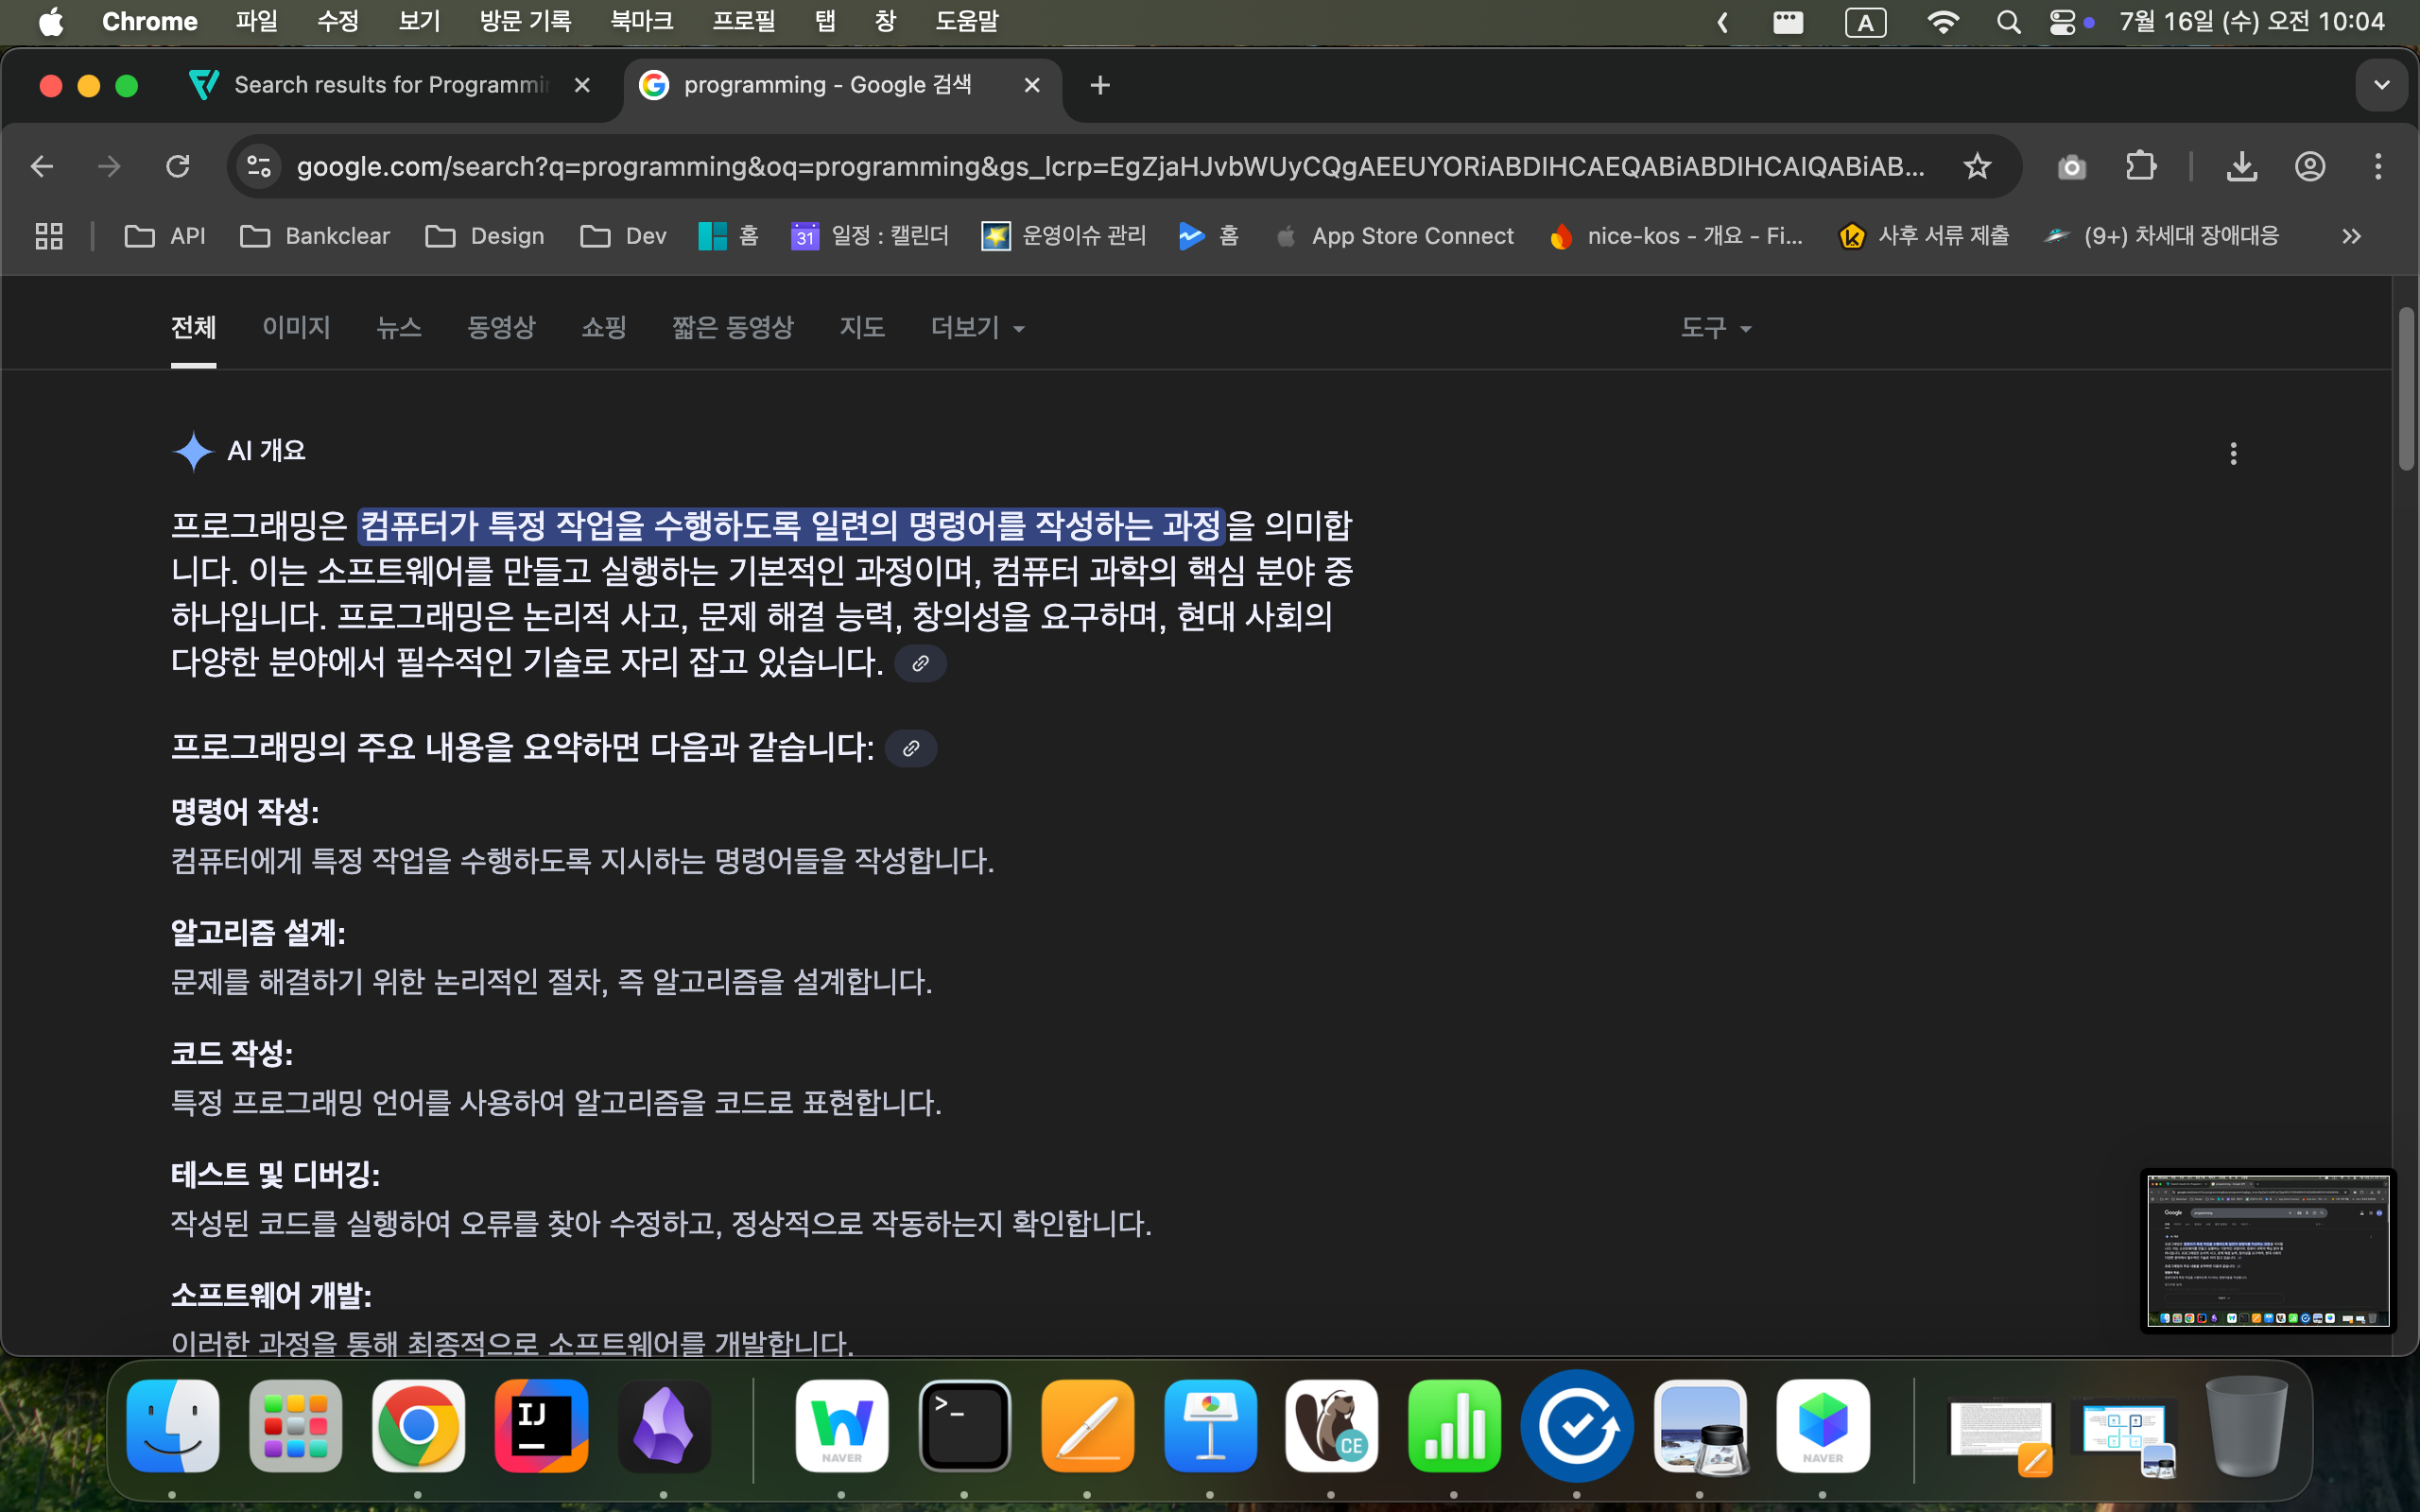 Chrome 파일 수정 보기 방문 기록 북마크 프로필 탭 창 도움말 A 7월 16일 (수) 오전 10:04
Search results for Programmi programming - Google 검색
google.com/search?q=programming&oq=programming&gs_lcrp=EgZjaHJvbWUyCQgAEEUYORiABDIHCAEQABiABDIHCAIQABiAB...
API Bankclear Design Dev 홈 31 일정 : 캘린더 운영이슈 관리 홈 App Store Connect nice-kos - 개요 - Fi... 사후 서류 제출 (9+) 차세대 장애대응
전체 이미지 뉴스 동영상 쇼핑 짧은 동영상 지도 더보기 도구
AI 개요
프로그래밍은 컴퓨터가 특정 작업을 수행하도록 일련의 명령어를 작성하는 과정을 의미합
니다. 이는 소프트웨어를 만들고 실행하는 기본적인 과정이며, 컴퓨터 과학의 핵심 분야 중
하나입니다. 프로그래밍은 논리적 사고, 문제 해결 능력, 창의성을 요구하며, 현대 사회의
다양한 분야에서 필수적인 기술로 자리 잡고 있습니다.
프로그래밍의 주요 내용을 요약하면 다음과 같습니다:
명령어 작성:
컴퓨터에게 특정 작업을 수행하도록 지시하는 명령어들을 작성합니다.
알고리즘 설계:
문제를 해결하기 위한 논리적인 절차, 즉 알고리즘을 설계합니다.
코드 작성:
특정 프로그래밍 언어를 사용하여 알고리즘을 코드로 표현합니다.
테스트 및 디버깅:
작성된 코드를 실행하여 오류를 찾아 수정하고, 정상적으로 작동하는지 확인합니다.
소프트웨어 개발:
이러한 과정을 통해 최종적으로 소프트웨어를 개발합니다.
IJ NAVER >_ CE NAVER